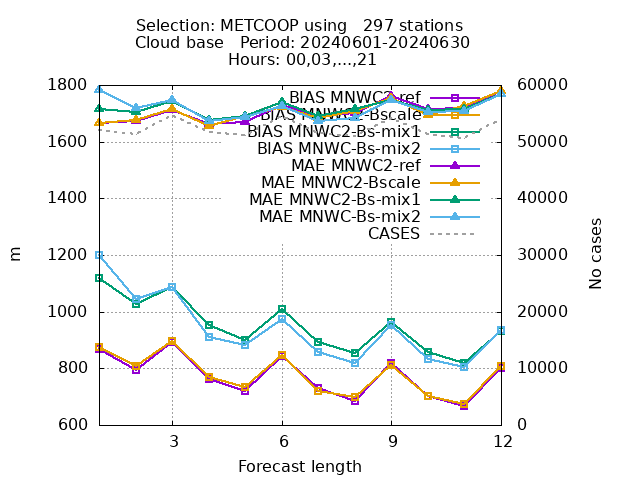 Selection: METCOOP using   297 stations
Cloud base   Period: 20240601-20240630
Hours: 00,03,...,21
1800
1600
1400
1200
1000
800
600
60000
50000
40000
30000
20000
10000
0
BIAS MNWC2-ref
BIAS MNWC2-Bscale
BIAS MNWC2-Bs-mix1
BIAS MNWC-Bs-mix2
MAE MNWC2-ref
MAE MNWC2-Bscale
MAE MNWC2-Bs-mix1
MAE MNWC-Bs-mix2
CASES
m
No cases
3
6
9
12
Forecast length